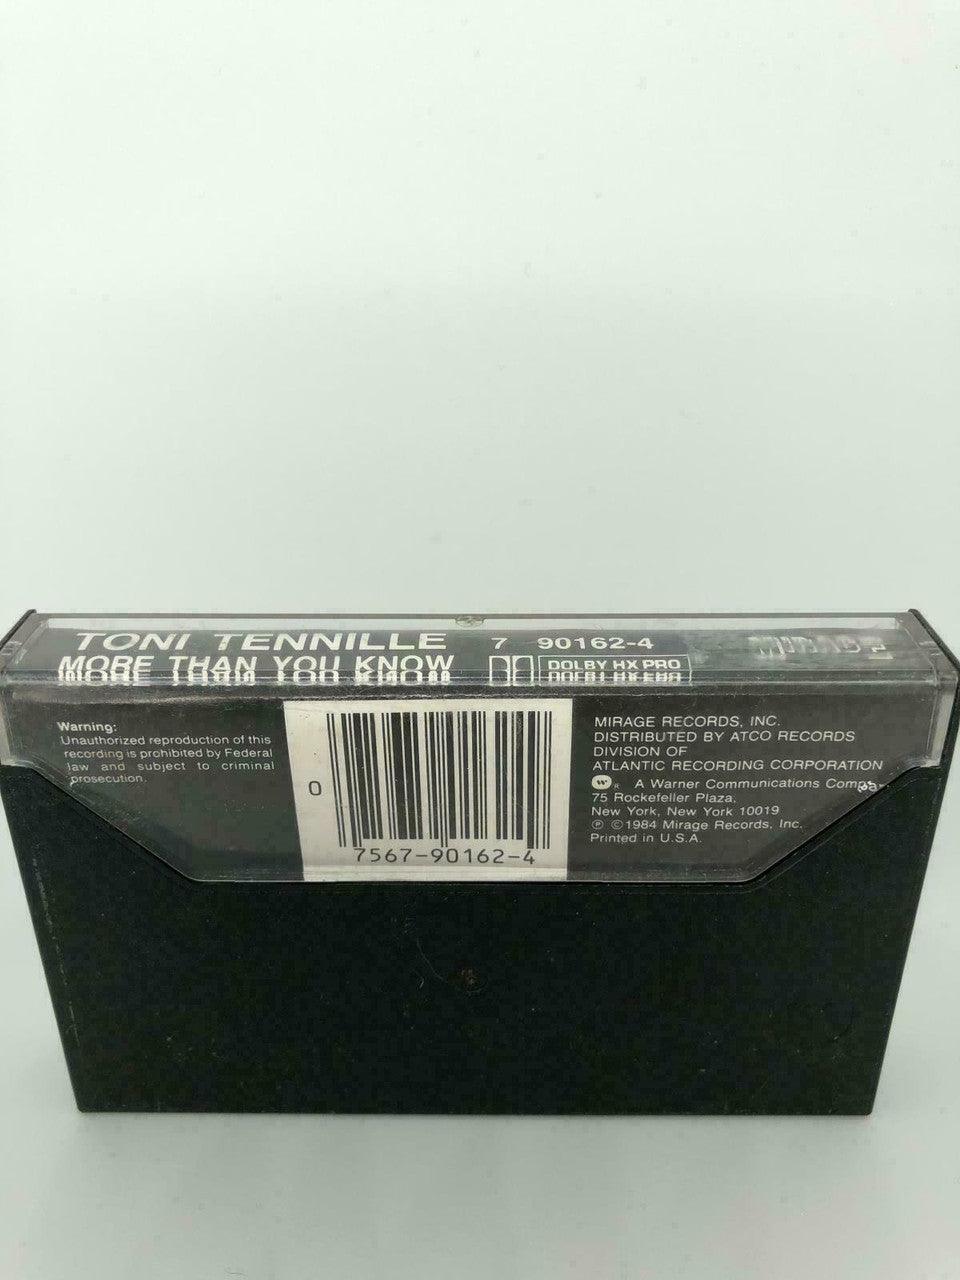 TONI TENNILLE 7 90162-4 MIRAGE
MORE THAN YOU KNOW DOLBY HX PRO
Warning:
Unauthorized reproduction of this
recording is prohibited by Federal
law and subject to criminal
prosecution.
0
7567-90162-4
MIRAGE RECORDS, INC.
DISTRIBUTED BY ATCO RECORDS
DIVISION OF
ATLANTIC RECORDING CORPORATION
W ® A Warner Communications Company
75 Rockefeller Plaza,
New York, New York 10019
℗ ©1984 Mirage Records, Inc.
Printed in U.S.A.